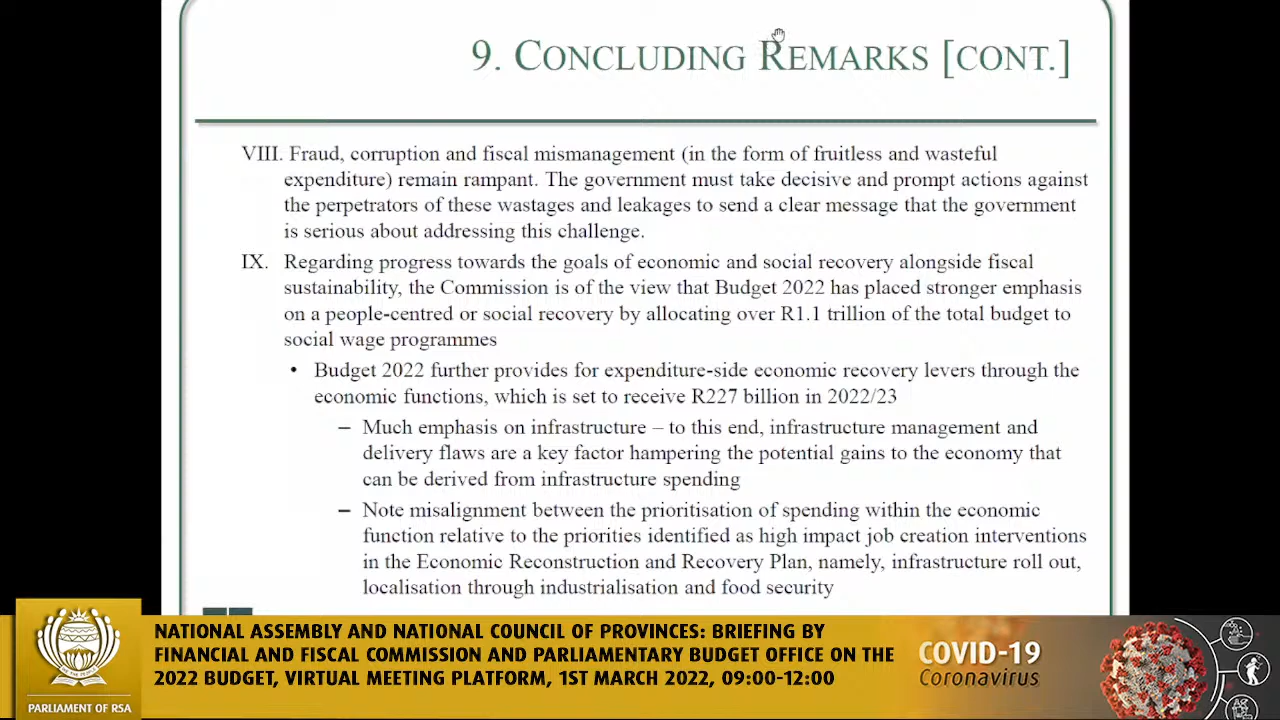 9. CONCLUDING REMARKS [CONT.]
VIII. Fraud, corruption and fiscal mismanagement (in the form of fruitless and wasteful
expenditure) remain rampant. The government must take decisive and prompt actions against
the perpetrators of these wastages and leakages to send a clear message that the government
is serious about addressing this challenge.
IX. Regarding progress towards the goals of economic and social recovery alongside fiscal
sustainability, the Commission is of the view that Budget 2022 has placed stronger emphasis
on a people-centred or social recovery by allocating over R1.1 trillion of the total budget to
social wage programmes
• Budget 2022 further provides for expenditure-side economic recovery levers through the
economic functions, which is set to receive R227 billion in 2022/23
– Much emphasis on infrastructure – to this end, infrastructure management and
delivery flaws are a key factor hampering the potential gains to the economy that
can be derived from infrastructure spending
– Note misalignment between the prioritisation of spending within the economic
function relative to the priorities identified as high impact job creation interventions
in the Economic Reconstruction and Recovery Plan, namely, infrastructure roll out,
localisation through industrialisation and food security
NATIONAL ASSEMBLY AND NATIONAL COUNCIL OF PROVINCES: BRIEFING BY
FINANCIAL AND FISCAL COMMISSION AND PARLIAMENTARY BUDGET OFFICE ON THE
2022 BUDGET, VIRTUAL MEETING PLATFORM, 1ST MARCH 2022, 09:00-12:00
PARLIAMENT OF RSA
COVID-19
Coronavirus